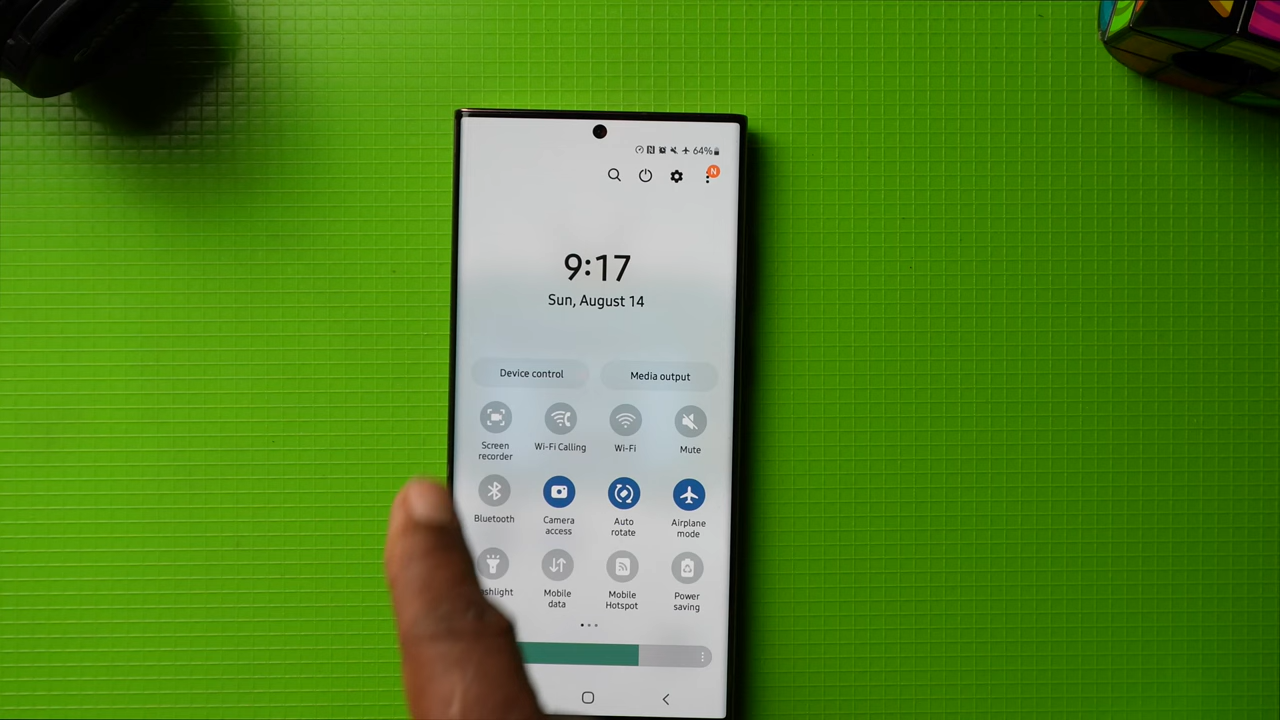 64%
N
9:17
Sun, August 14
Device control
Media output
Screen
recorder
Wi-Fi Calling
Wi-Fi
Mute
Bluetooth
Camera
access
Auto
rotate
Airplane
mode
ashlight
Mobile
data
Mobile
Hotspot
Power
saving